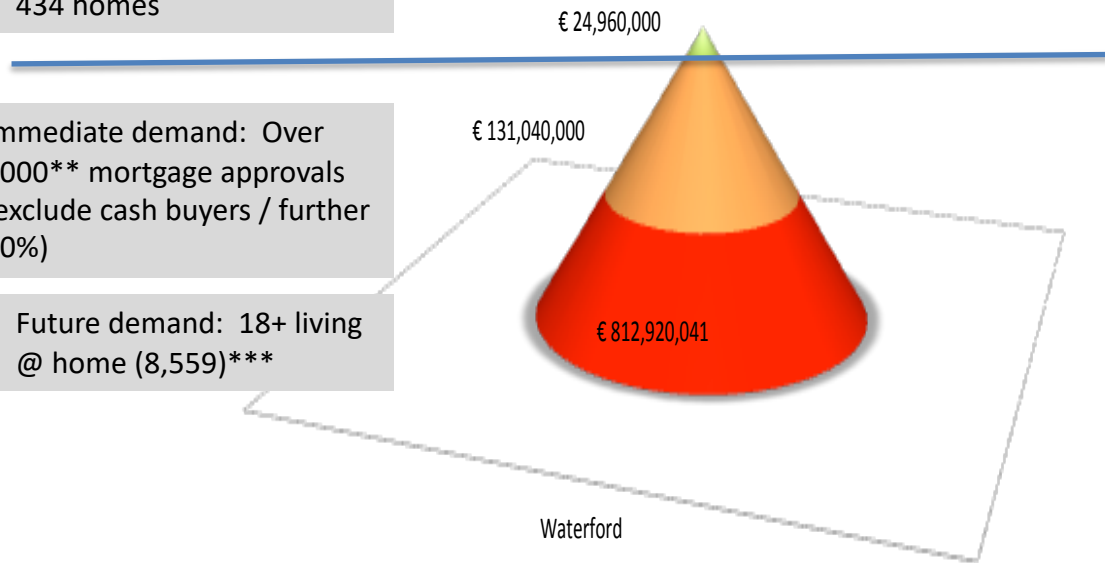 434 homes
€ 24,960,000
mmediate demand: Over
000** mortgage approvals
exclude cash buyers / further
0%)
€ 131,040,000
Future demand: 18+ living
@ home (8,559)***
€ 812,920,041
Waterford